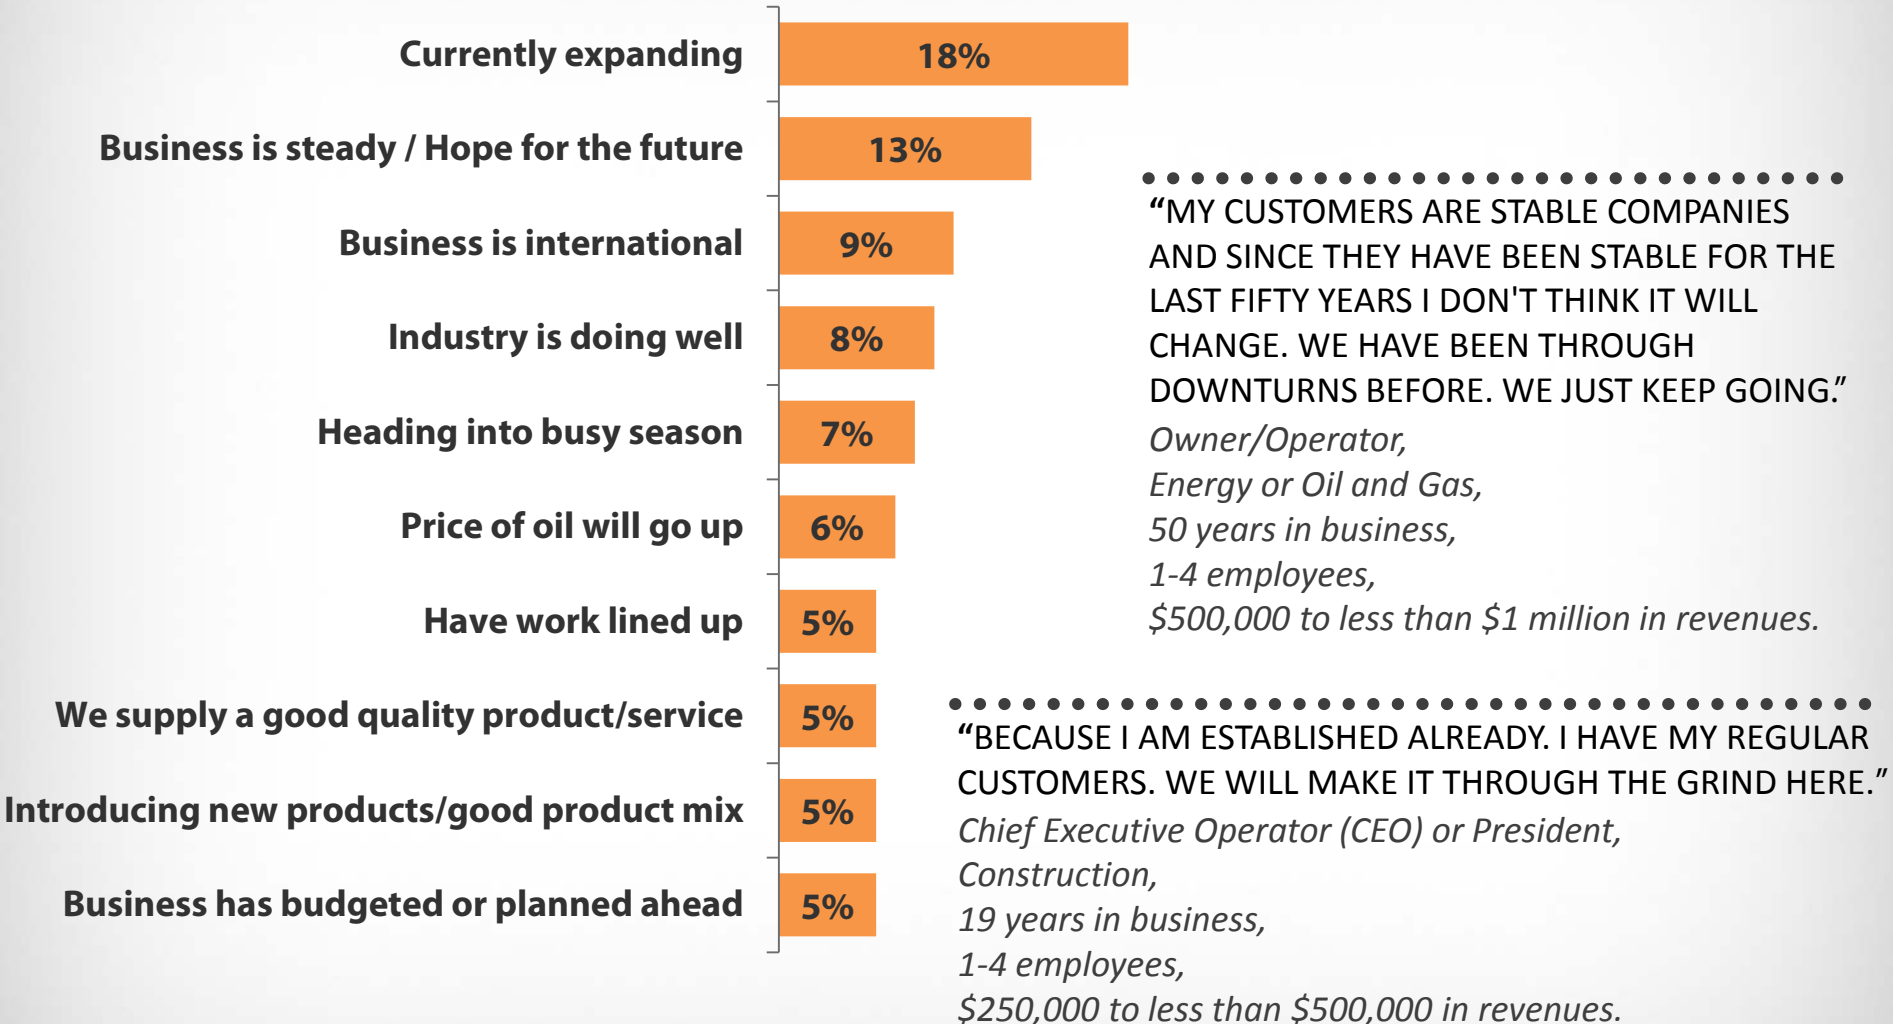 Currently expanding 18%
Business is steady / Hope for the future 13%
Business is international 9%
Industry is doing well 8%
Heading into busy season 7%
Price of oil will go up 6%
Have work lined up 5%
We supply a good quality product/service 5%
Introducing new products/good product mix 5%
Business has budgeted or planned ahead 5%
“MY CUSTOMERS ARE STABLE COMPANIES
AND SINCE THEY HAVE BEEN STABLE FOR THE
LAST FIFTY YEARS I DON'T THINK IT WILL
CHANGE. WE HAVE BEEN THROUGH
DOWNTURNS BEFORE. WE JUST KEEP GOING.”
Owner/Operator,
Energy or Oil and Gas,
50 years in business,
1-4 employees,
$500,000 to less than $1 million in revenues.
“BECAUSE I AM ESTABLISHED ALREADY. I HAVE MY REGULAR
CUSTOMERS. WE WILL MAKE IT THROUGH THE GRIND HERE.”
Chief Executive Operator (CEO) or President,
Construction,
19 years in business,
1-4 employees,
$250,000 to less than $500,000 in revenues.